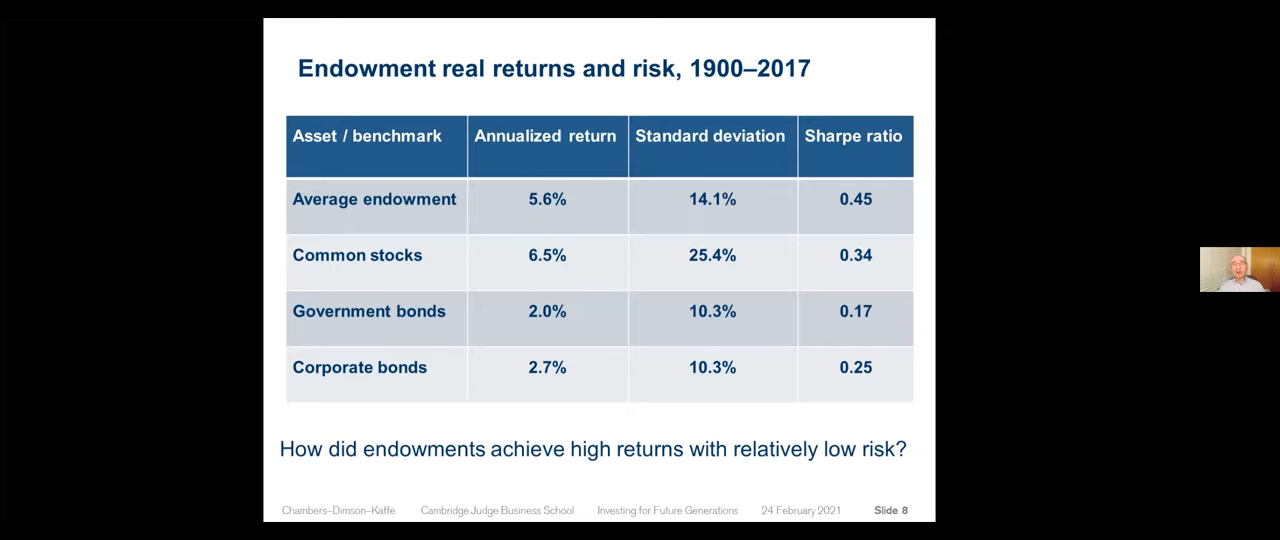 Endowment real returns and risk, 1900–2017
Asset / benchmark Annualized return Standard deviation Sharpe ratio
Average endowment 5.6% 14.1% 0.45
Common stocks 6.5% 25.4% 0.34
Government bonds 2.0% 10.3% 0.17
Corporate bonds 2.7% 10.3% 0.25
How did endowments achieve high returns with relatively low risk?
Chambers–Dimson–Kaffe Cambridge Judge Business School Investing for Future Generations 24 February 2021 Slide 8